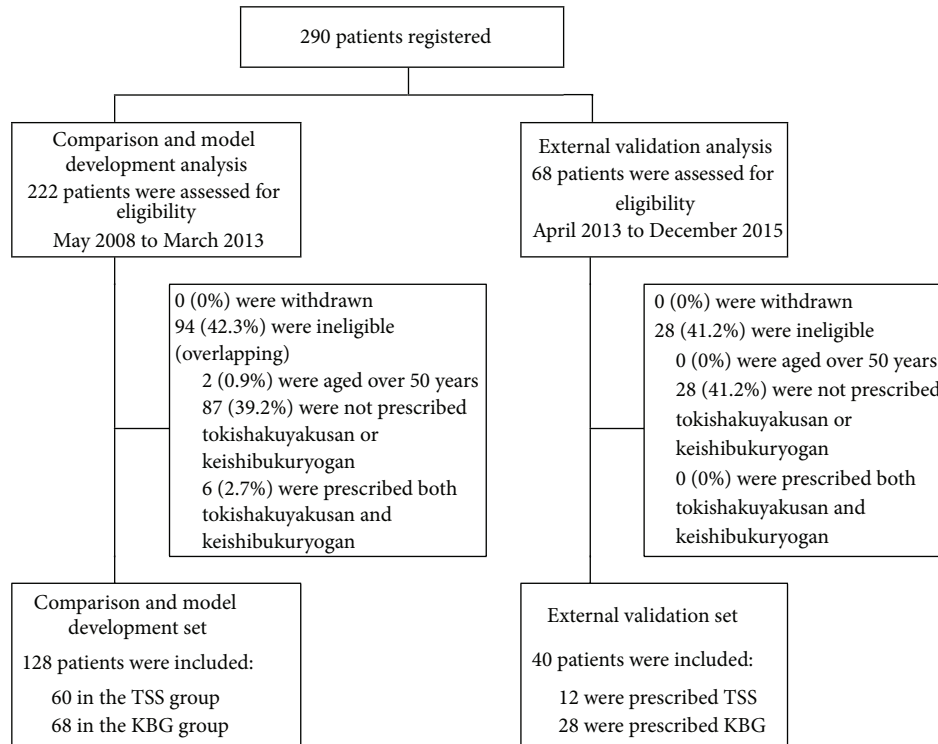 290 patients registered
Comparison and model
development analysis
222 patients were assessed for
eligibility
May 2008 to March 2013
External validation analysis
68 patients were assessed for
eligibility
April 2013 to December 2015
0 (0%) were withdrawn
94 (42.3%) were ineligible
(overlapping)
2 (0.9%) were aged over 50 years
87 (39.2%) were not prescribed
tokishakuyakusan or
keishibukuryogan
6 (2.7%) were prescribed both
tokishakuyakusan and
keishibukuryogan
0 (0%) were withdrawn
28 (41.2%) were ineligible
0 (0%) were aged over 50 years
28 (41.2%) were not prescribed
tokishakuyakusan or
keishibukuryogan
0 (0%) were prescribed both
tokishakuyakusan and
keishibukuryogan
Comparison and model
development set
128 patients were included:
60 in the TSS group
68 in the KBG group
External validation set
40 patients were included:
12 were prescribed TSS
28 were prescribed KBG